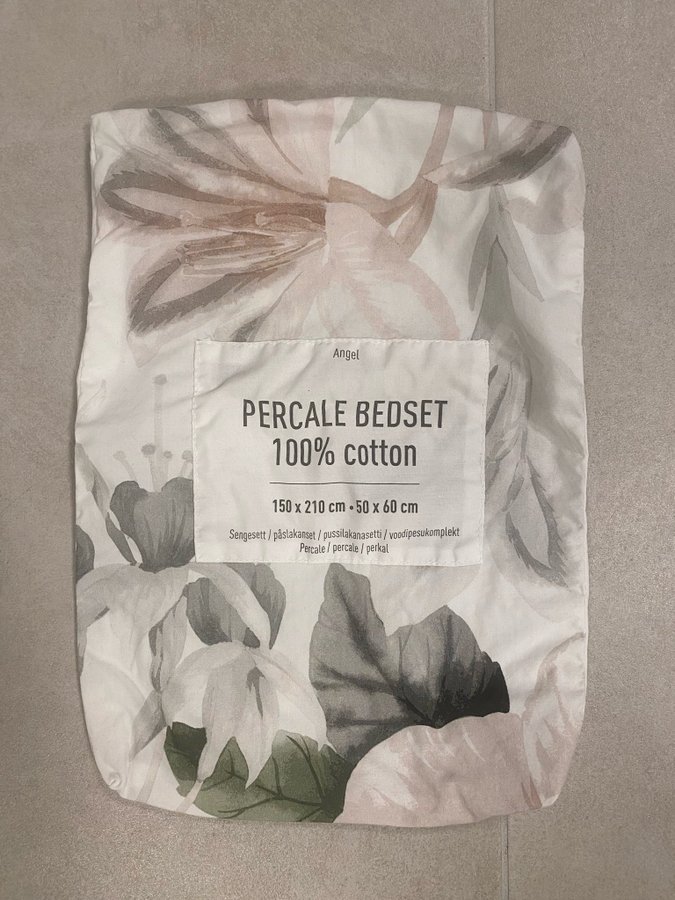 Angel
PERCALE BEDSET
100% cotton
150 x 210 cm • 50 x 60 cm
Sengesett / påslakanset / pussilakanasetti / voodipesukomplekt
Percale / percale / perkal